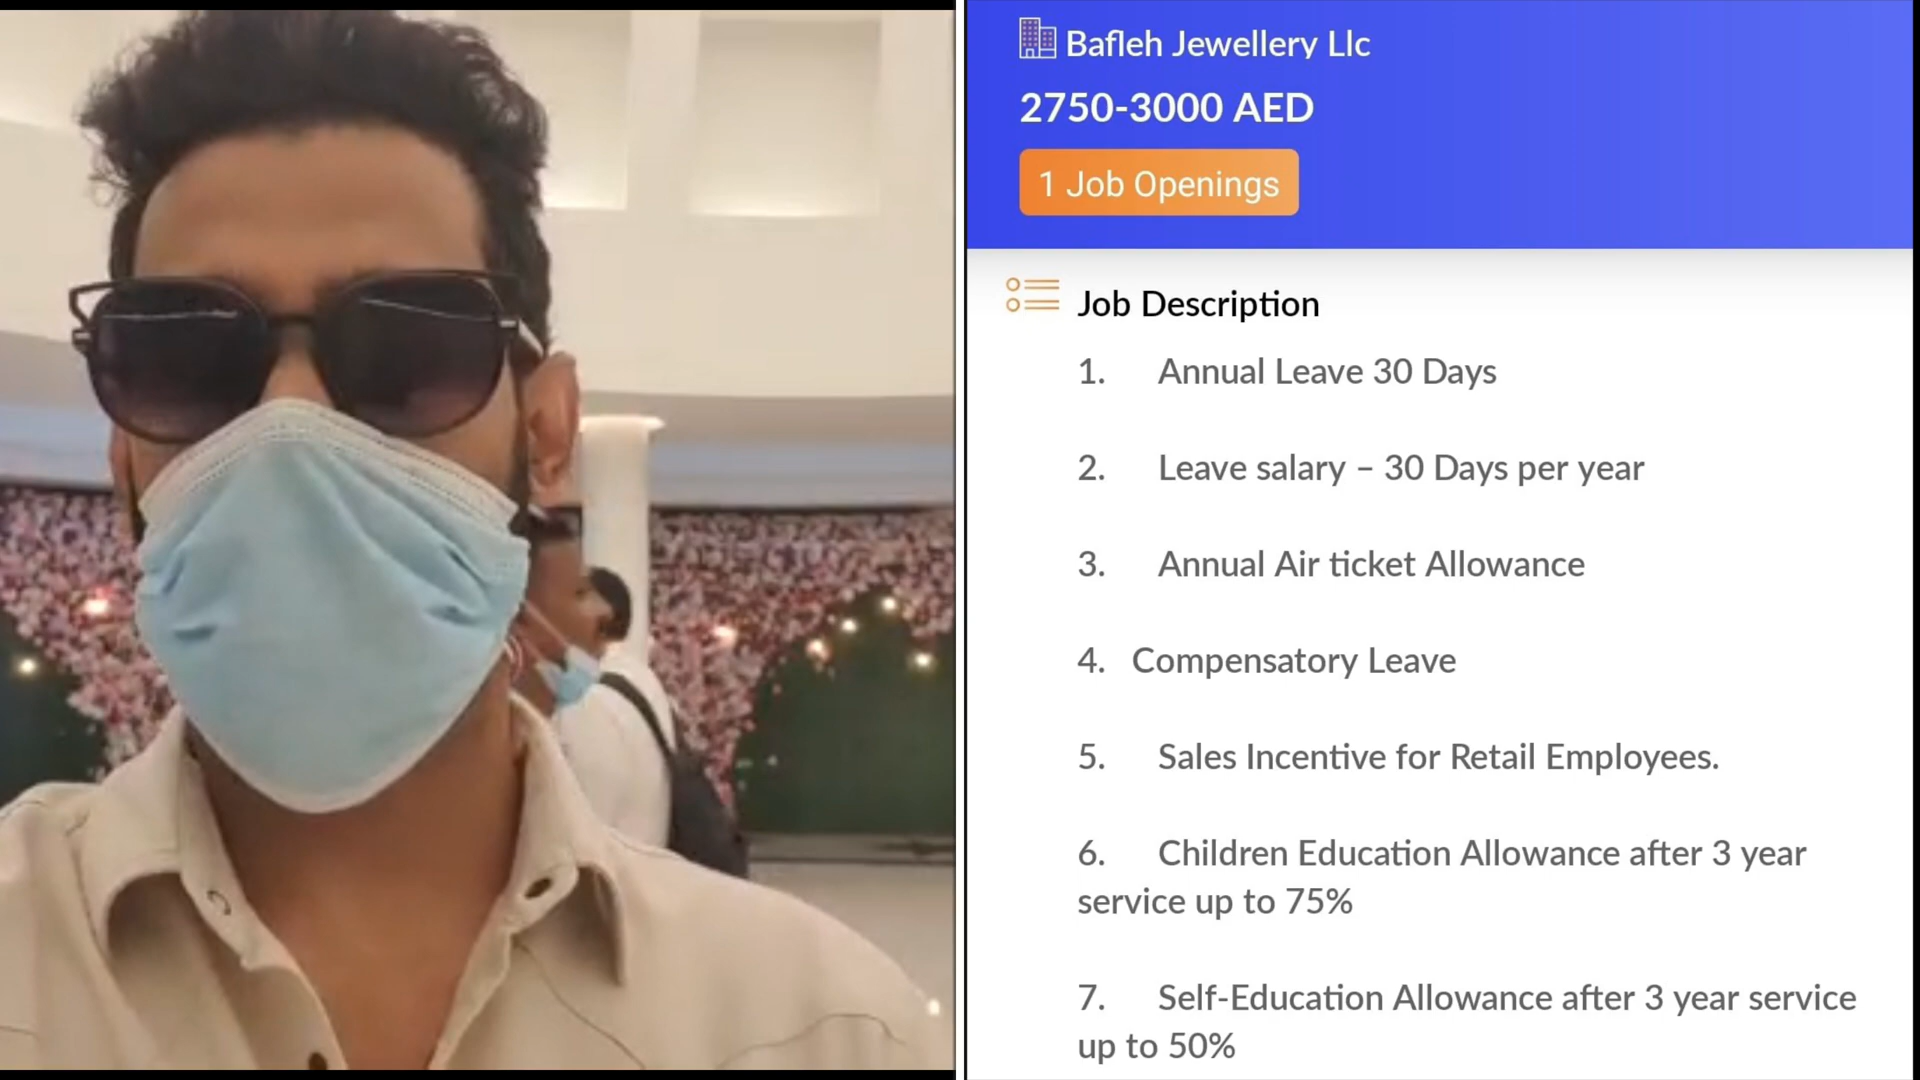 Bafleh Jewellery Llc
2750-3000 AED
1 Job Openings
Job Description
1. Annual Leave 30 Days
2. Leave salary – 30 Days per year
3. Annual Air ticket Allowance
4. Compensatory Leave
5. Sales Incentive for Retail Employees.
6. Children Education Allowance after 3 year
service up to 75%
7. Self-Education Allowance after 3 year service
up to 50%